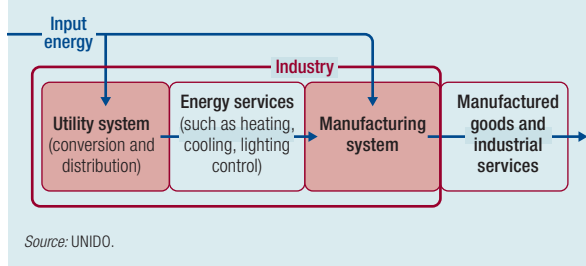 Input
energy
Industry
Utility system
(conversion and
distribution)
Energy services
(such as heating,
cooling, lighting
control)
Manufacturing
system
Manufactured
goods and
industrial
services
Source: UNIDO.